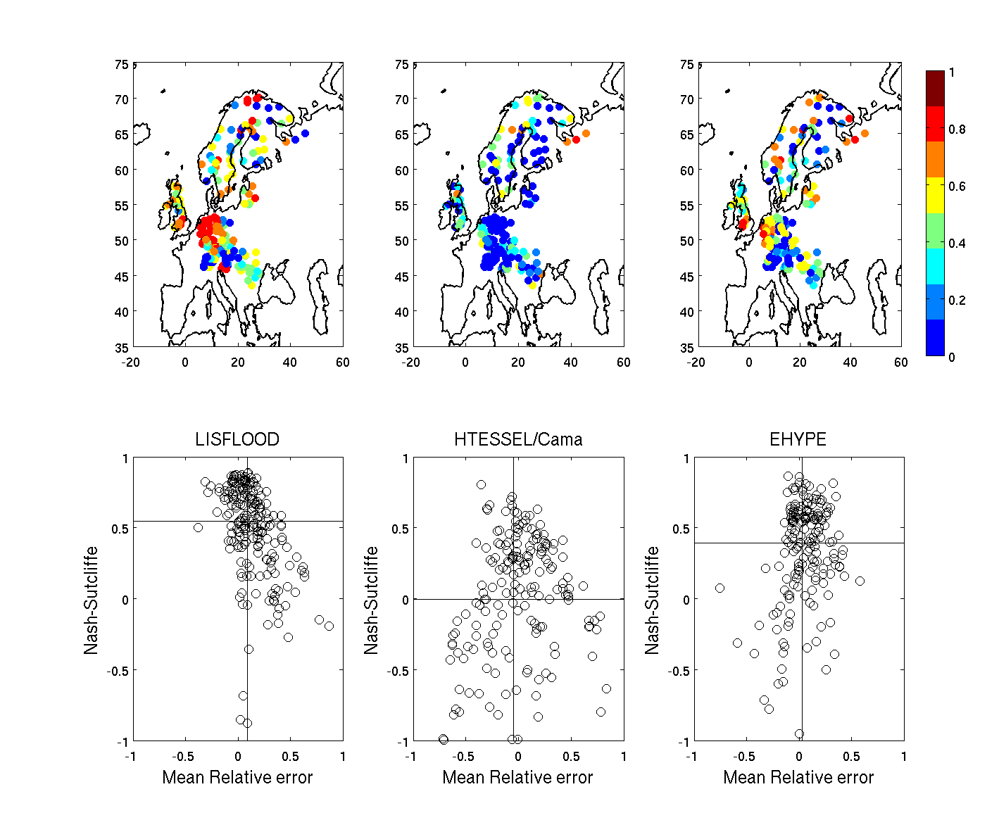 75 75 75 1
70 70 70
65 65 65 0.8
60 60 60 0.6
55 55 55
50 50 50 0.4
45 45 45
40 40 40 0.2
35 35 35 0
-20 0 20 40 60 -20 0 20 40 60 -20 0 20 40 60
LISFLOOD HTESSEL/Cama EHYPE
1 1 1
0.5 0.5 0.5
Nash-Sutcliffe Nash-Sutcliffe Nash-Sutcliffe
0 0 0
-0.5 -0.5 -0.5
-1 -1 -1
-1 -0.5 0 0.5 1 -1 -0.5 0 0.5 1 -1 -0.5 0 0.5 1
Mean Relative error Mean Relative error Mean Relative error